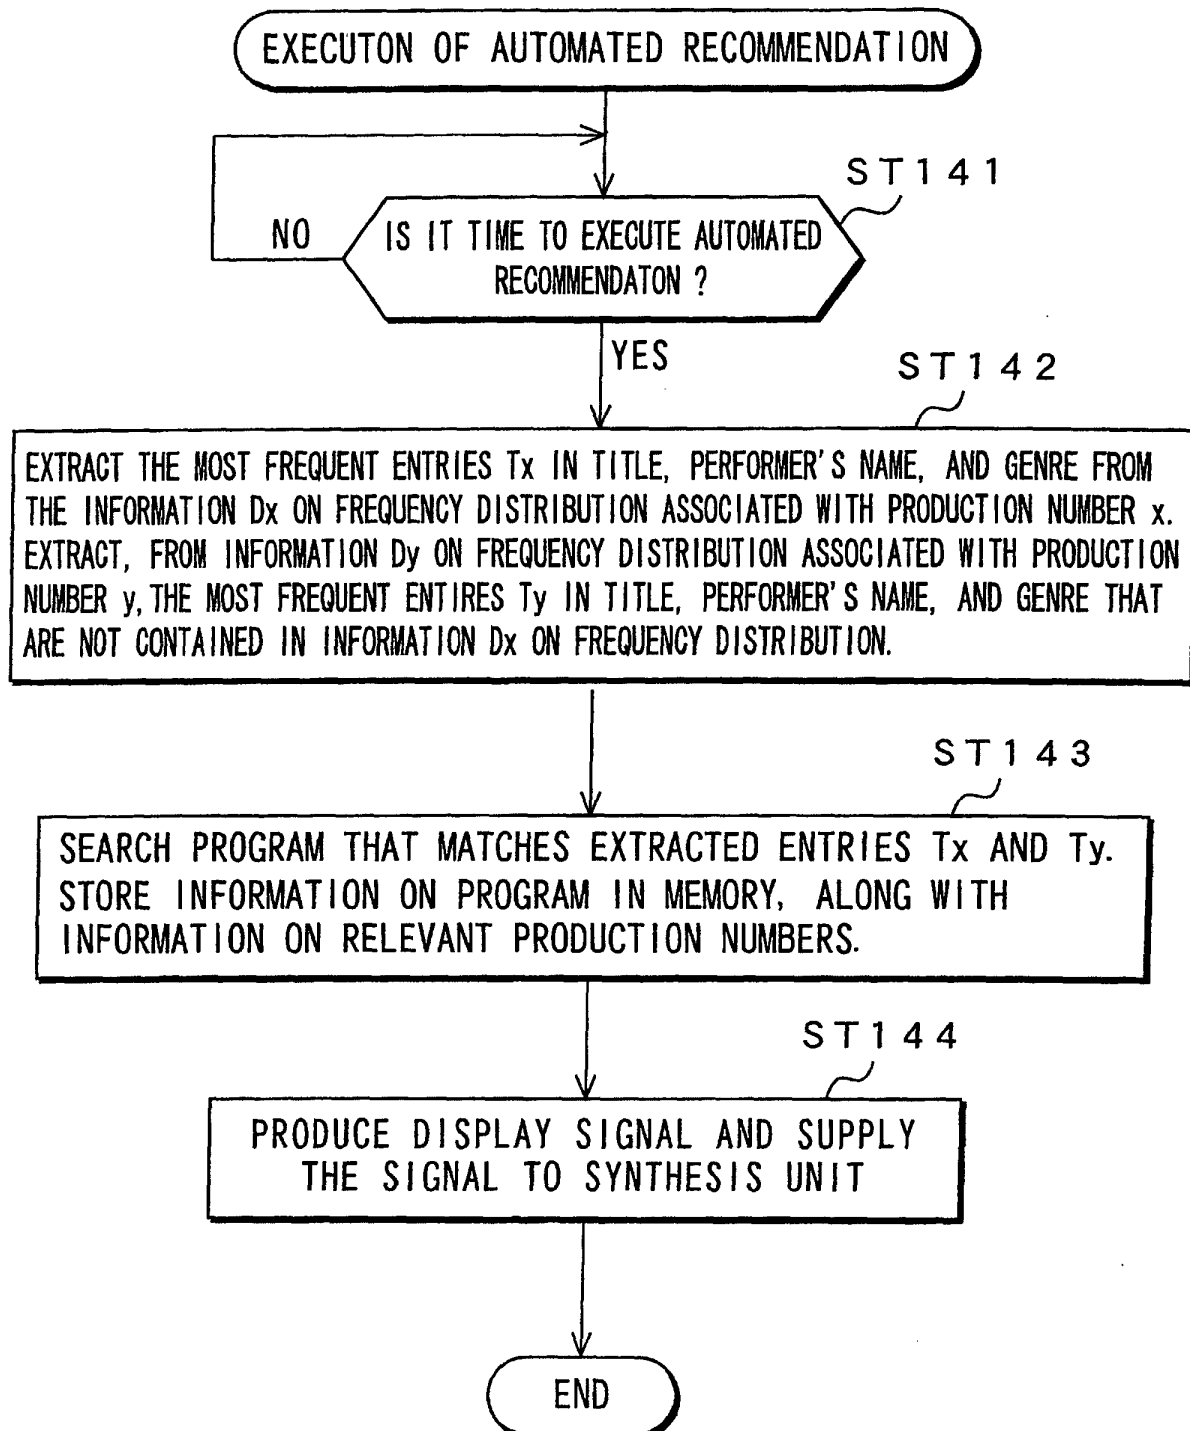 EXECUTON OF AUTOMATED RECOMMENDATION
ST141
NO
IS IT TIME TO EXECUTE AUTOMATED
RECOMMENDATON ?
YES
ST142
EXTRACT THE MOST FREQUENT ENTRIES Tx IN TITLE, PERFORMER'S NAME, AND GENRE FROM
THE INFORMATION Dx ON FREQUENCY DISTRIBUTION ASSOCIATED WITH PRODUCTION NUMBER x.
EXTRACT, FROM INFORMATION Dy ON FREQUENCY DISTRIBUTION ASSOCIATED WITH PRODUCTION
NUMBER y, THE MOST FREQUENT ENTIRES Ty IN TITLE, PERFORMER'S NAME, AND GENRE THAT
ARE NOT CONTAINED IN INFORMATION Dx ON FREQUENCY DISTRIBUTION.
ST143
SEARCH PROGRAM THAT MATCHES EXTRACTED ENTRIES Tx AND Ty.
STORE INFORMATION ON PROGRAM IN MEMORY, ALONG WITH
INFORMATION ON RELEVANT PRODUCTION NUMBERS.
ST144
PRODUCE DISPLAY SIGNAL AND SUPPLY
THE SIGNAL TO SYNTHESIS UNIT
END